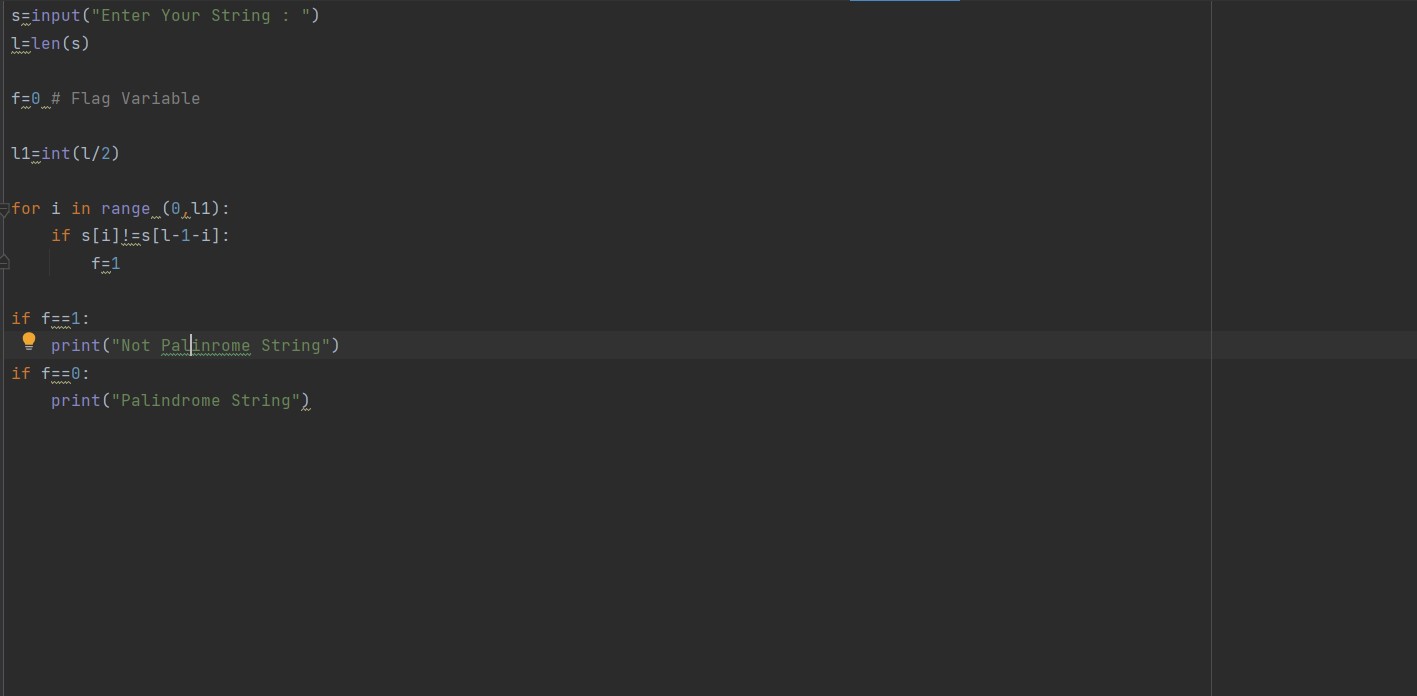 s=input("Enter Your String : ")
l=len(s)
f=0 # Flag Variable
l1=int(l/2)
for i in range (0,l1):
    if s[i]!=s[l-1-i]:
        f=1
if f==1:
    print("Not Palinrome String")
if f==0:
    print("Palindrome String")